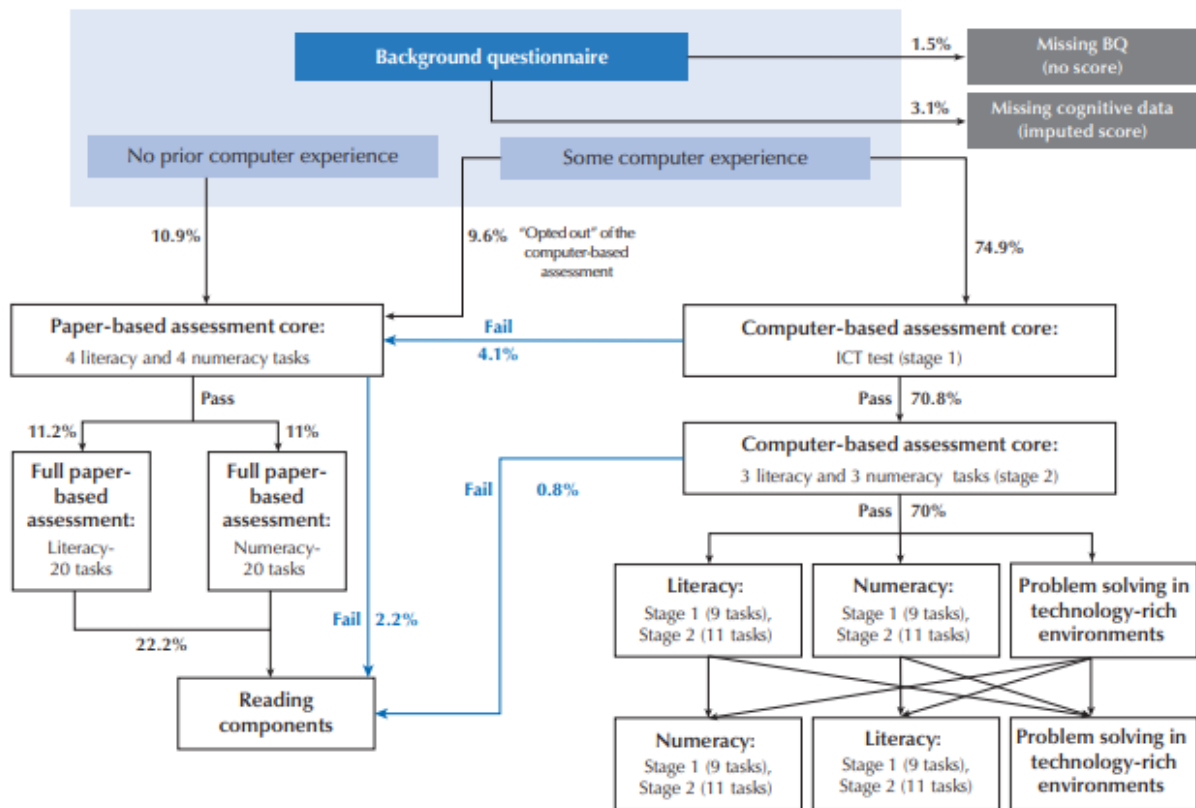 Background questionnaire
1.5%
Missing BQ
(no score)
3.1%
Missing cognitive data
(imputed score)
No prior computer experience
Some computer experience
10.9%
9.6%
“Opted out” of the
computer-based
assessment
74.9%
Paper-based assessment core:
4 literacy and 4 numeracy tasks
Fail
4.1%
Computer-based assessment core:
ICT test (stage 1)
Pass
Pass
70.8%
11.2%
11%
Computer-based assessment core:
3 literacy and 3 numeracy tasks (stage 2)
Full paper-
based
assessment:
Literacy-
20 tasks
Full paper-
based
assessment:
Numeracy-
20 tasks
Fail
0.8%
Pass
70%
Literacy:
Stage 1 (9 tasks),
Stage 2 (11 tasks)
Numeracy:
Stage 1 (9 tasks),
Stage 2 (11 tasks)
Problem solving in
technology-rich
environments
22.2%
Fail
2.2%
Reading
components
Numeracy:
Stage 1 (9 tasks),
Stage 2 (11 tasks)
Literacy:
Stage 1 (9 tasks),
Stage 2 (11 tasks)
Problem solving in
technology-rich
environments